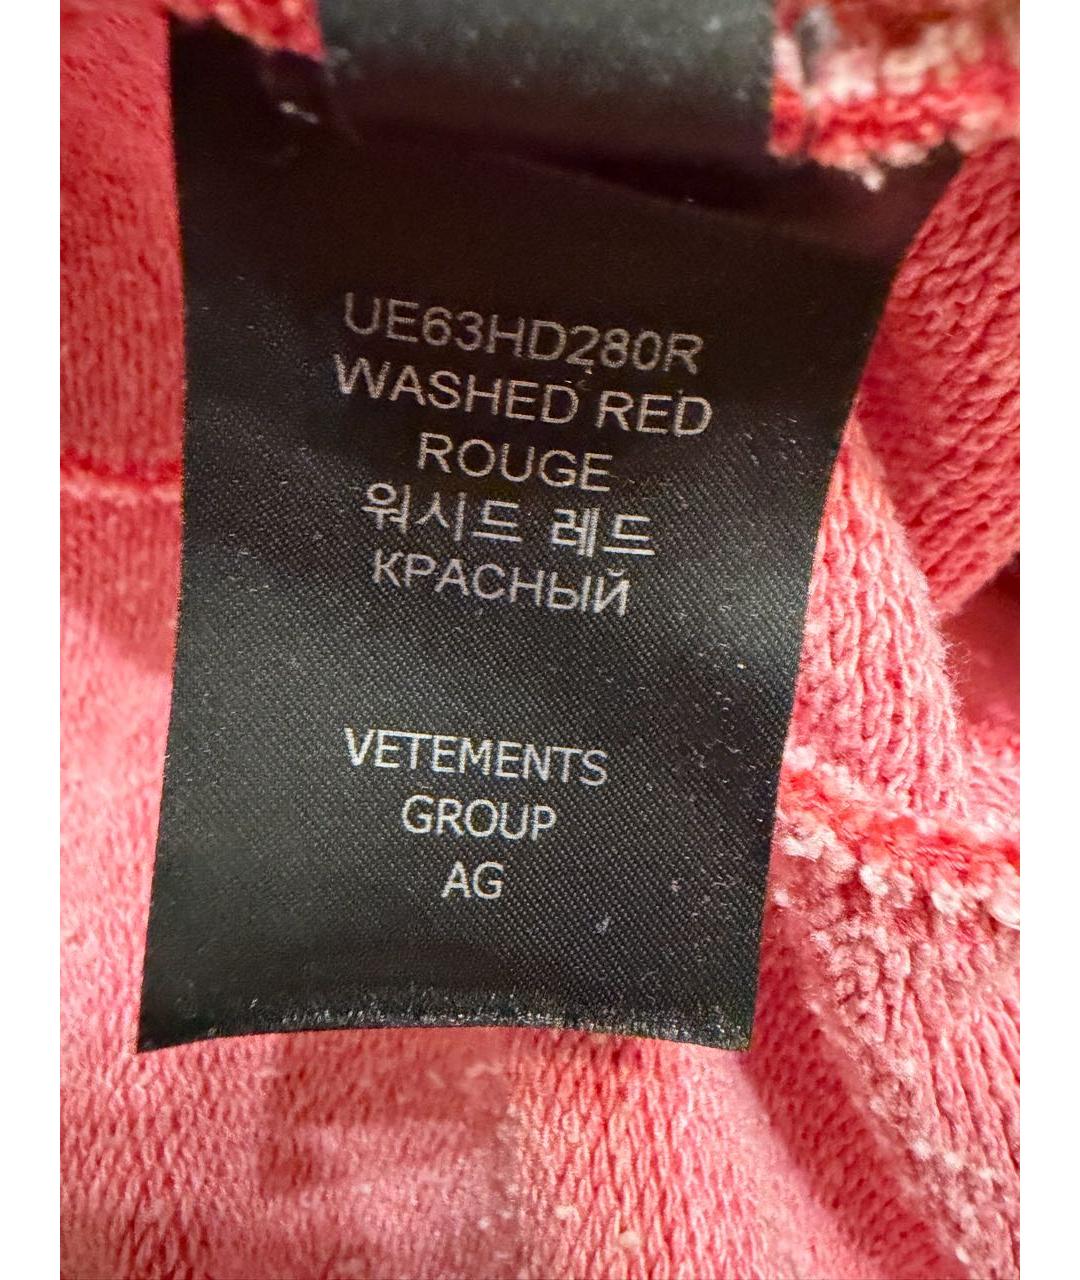 UE63HD280R
WASHED RED
ROUGE
워시드 레드
КРАСНЫЙ
VETEMENTS
GROUP
AG